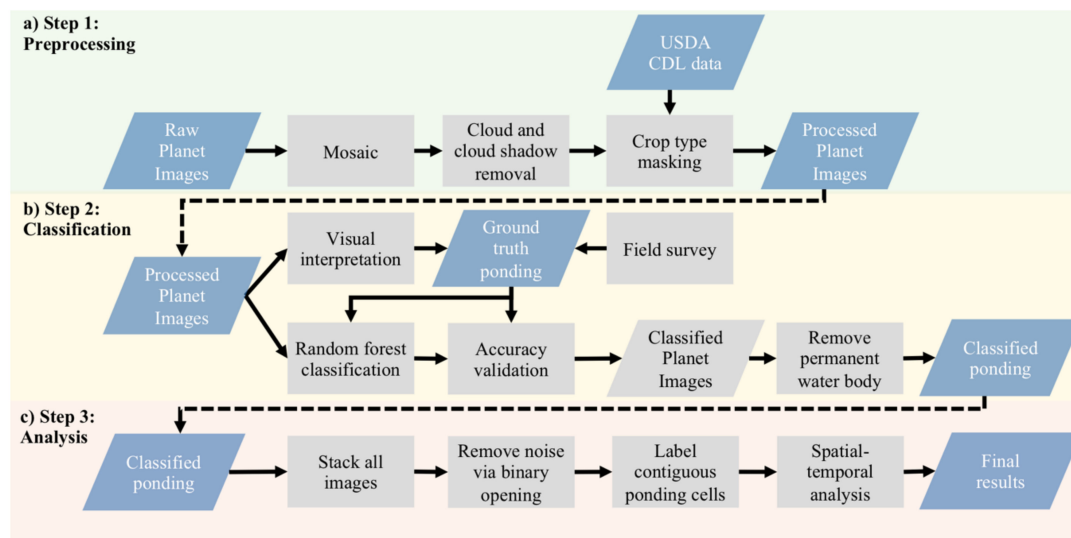 a) Step 1:
Preprocessing
USDA
CDL data
Raw
Planet
Images
Mosaic
Cloud and
cloud shadow
removal
Crop type
masking
Processed
Planet
Images
b) Step 2:
Classification
Visual
interpretation
Ground
truth
ponding
Field survey
Processed
Planet
Images
Random forest
classification
Accuracy
validation
Classified
Planet
Images
Remove
permanent
water body
Classified
ponding
c) Step 3:
Analysis
Classified
ponding
Stack all
images
Remove noise
via binary
opening
Label
contiguous
ponding cells
Spatial-
temporal
analysis
Final
results